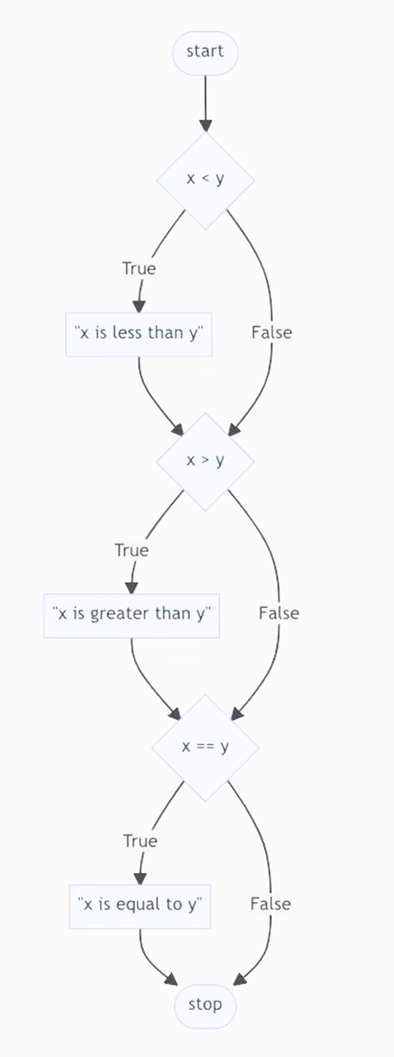 start
x < y
True
"x is less than y"
False
x > y
True
"x is greater than y"
False
x == y
True
"x is equal to y"
False
stop